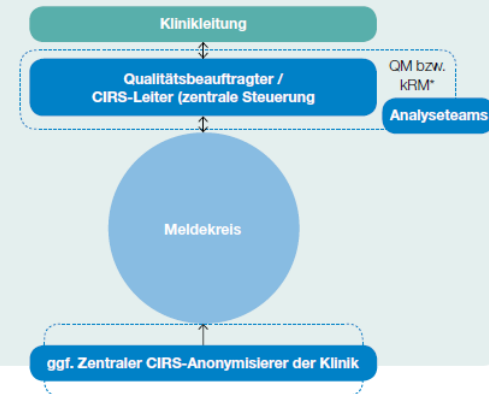 Klinikleitung
Qualitätsbeauftragter /
CIRS-Leiter (zentrale Steuerung
QM bzw.
kRM*
Analyseteams
Meldekreis
ggf. Zentraler CIRS-Anonymisierer der Klinik